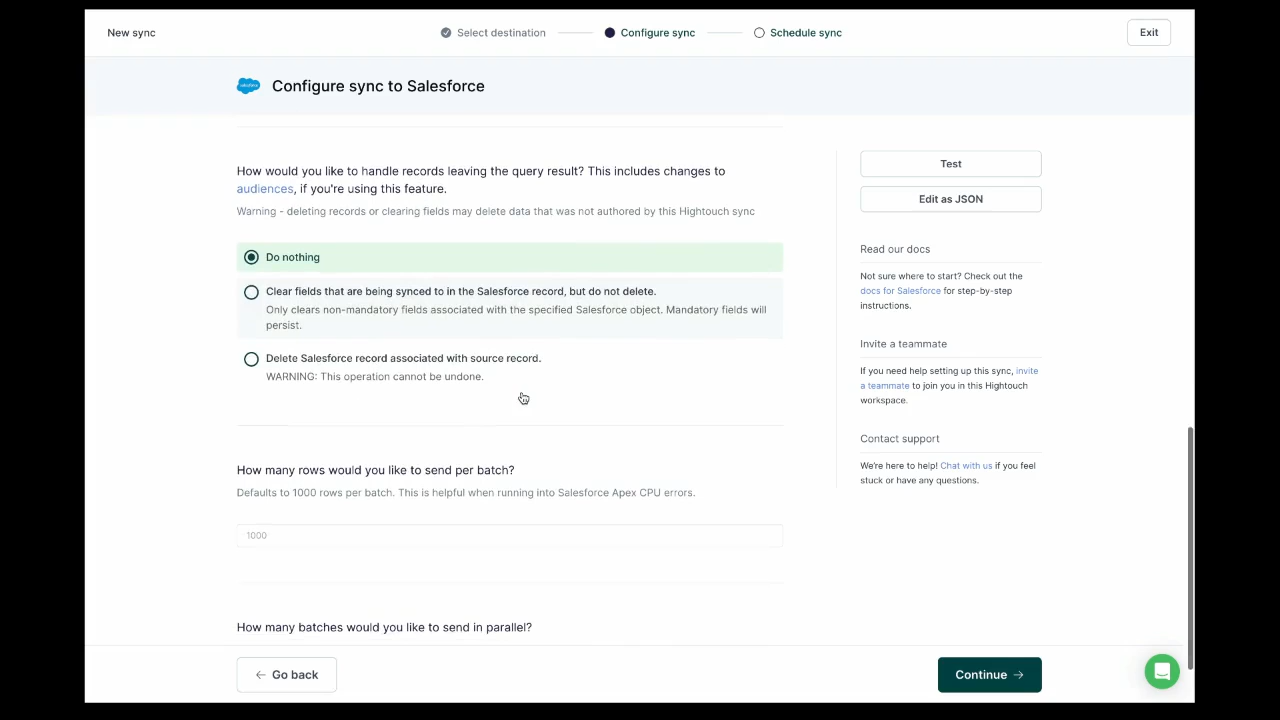 New sync
Select destination
Configure sync
Schedule sync
Exit
Configure sync to Salesforce
How would you like to handle records leaving the query result? This includes changes to
audiences, if you're using this feature.
Warning - deleting records or clearing fields may delete data that was not authored by this Hightouch sync
Do nothing
Clear fields that are being synced to in the Salesforce record, but do not delete.
Only clears non-mandatory fields associated with the specified Salesforce object. Mandatory fields will
persist.
Delete Salesforce record associated with source record.
WARNING: This operation cannot be undone.
How many rows would you like to send per batch?
Defaults to 1000 rows per batch. This is helpful when running into Salesforce Apex CPU errors.
1000
How many batches would you like to send in parallel?
Test
Edit as JSON
Read our docs
Not sure where to start? Check out the
docs for Salesforce for step-by-step
instructions.
Invite a teammate
If you need help setting up this sync, invite
a teammate to join you in this Hightouch
workspace.
Contact support
We're here to help! Chat with us if you feel
stuck or have any questions.
← Go back
Continue →